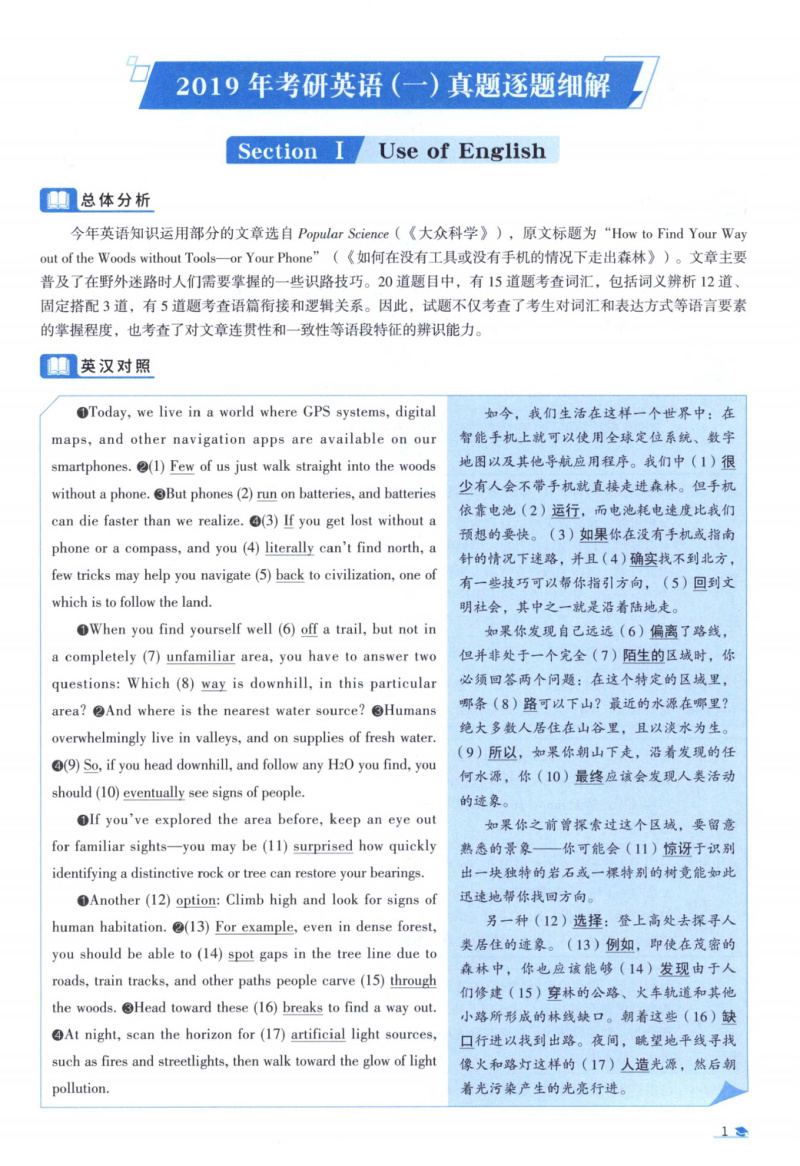 2019 年考研英语（一）真题逐题细解
Section Ⅰ Use of English
总体分析
今年英语知识运用部分的文章选自 Popular Science（《大众科学》），原文标题为“How to Find Your Way
out of the Woods without Tools—or Your Phone”（《如何在没有工具或没有手机的情况下走出森林》）。文章主要
普及了在野外迷路时人们需要掌握的一些识路技巧。20 道题目中，有 15 道题考查词汇，包括词义辨析 12 道、
固定搭配 3 道，有 5 道题考查语篇衔接和逻辑关系。因此，试题不仅考查了考生对词汇和表达方式等语言要素
的掌握程度，也考查了对文章连贯性和一致性等语段特征的辨识能力。
英汉对照
❶Today, we live in a world where GPS systems, digital
maps, and other navigation apps are available on our
smartphones. ❷(1) Few of us just walk straight into the woods
without a phone. ❸But phones (2) run on batteries, and batteries
can die faster than we realize. ❹(3) If you get lost without a
phone or a compass, and you (4) literally can't find north, a
few tricks may help you navigate (5) back to civilization, one of
which is to follow the land.
❶When you find yourself well (6) off a trail, but not in
a completely (7) unfamiliar area, you have to answer two
questions: Which (8) way is downhill, in this particular
area? ❷And where is the nearest water source? ❸Humans
overwhelmingly live in valleys, and on supplies of fresh water.
❹(9) So, if you head downhill, and follow any H2O you find, you
should (10) eventually see signs of people.
❶If you've explored the area before, keep an eye out
for familiar sights—you may be (11) surprised how quickly
identifying a distinctive rock or tree can restore your bearings.
❶Another (12) option: Climb high and look for signs of
human habitation. ❷(13) For example, even in dense forest,
you should be able to (14) spot gaps in the tree line due to
roads, train tracks, and other paths people carve (15) through
the woods. ❸Head toward these (16) breaks to find a way out.
❹At night, scan the horizon for (17) artificial light sources,
such as fires and streetlights, then walk toward the glow of light
pollution.
如今，我们生活在这样一个世界中：在
智能手机上就可以使用全球定位系统、数字
地图以及其他导航应用程序。我们中（1）很
少有人会不带手机就直接走进森林。但手机
依靠电池（2）运行，而电池耗电速度比我们
预想的要快。（3）如果你在没有手机或指南
针的情况下迷路，并且（4）确实找不到北方，
有一些技巧可以帮你指引方向，（5）回到文
明社会，其中之一就是沿着陆地走。
如果你发现自己远远（6）偏离了路线，
但并非处于一个完全（7）陌生的区域时，你
必须回答两个问题：在这个特定的区域里，
哪条（8）路可以下山？最近的水源在哪里？
绝大多数人居住在山谷里，且以淡水为生。
（9）所以，如果你朝山下走，沿着发现的任
何水源，你（10）最终应该会发现人类活动
的迹象。
如果你之前曾探索过这个区域，要留意
熟悉的景象——你可能会（11）惊讶于识别
出一块独特的岩石或一棵特别的树竟能如此
迅速地帮你找回方向。
另一种（12）选择：登上高处去探寻人
类居住的迹象。（13）例如，即使在茂密的
森林中，你也应该能够（14）发现由于人
们修建（15）穿林的公路、火车轨道和其他
小路所形成的林线缺口。朝着这些（16）缺
口行进以找到出路。夜间，眺望地平线寻找
像火和路灯这样的（17）人造光源，然后朝
着光污染产生的光亮行进。
1